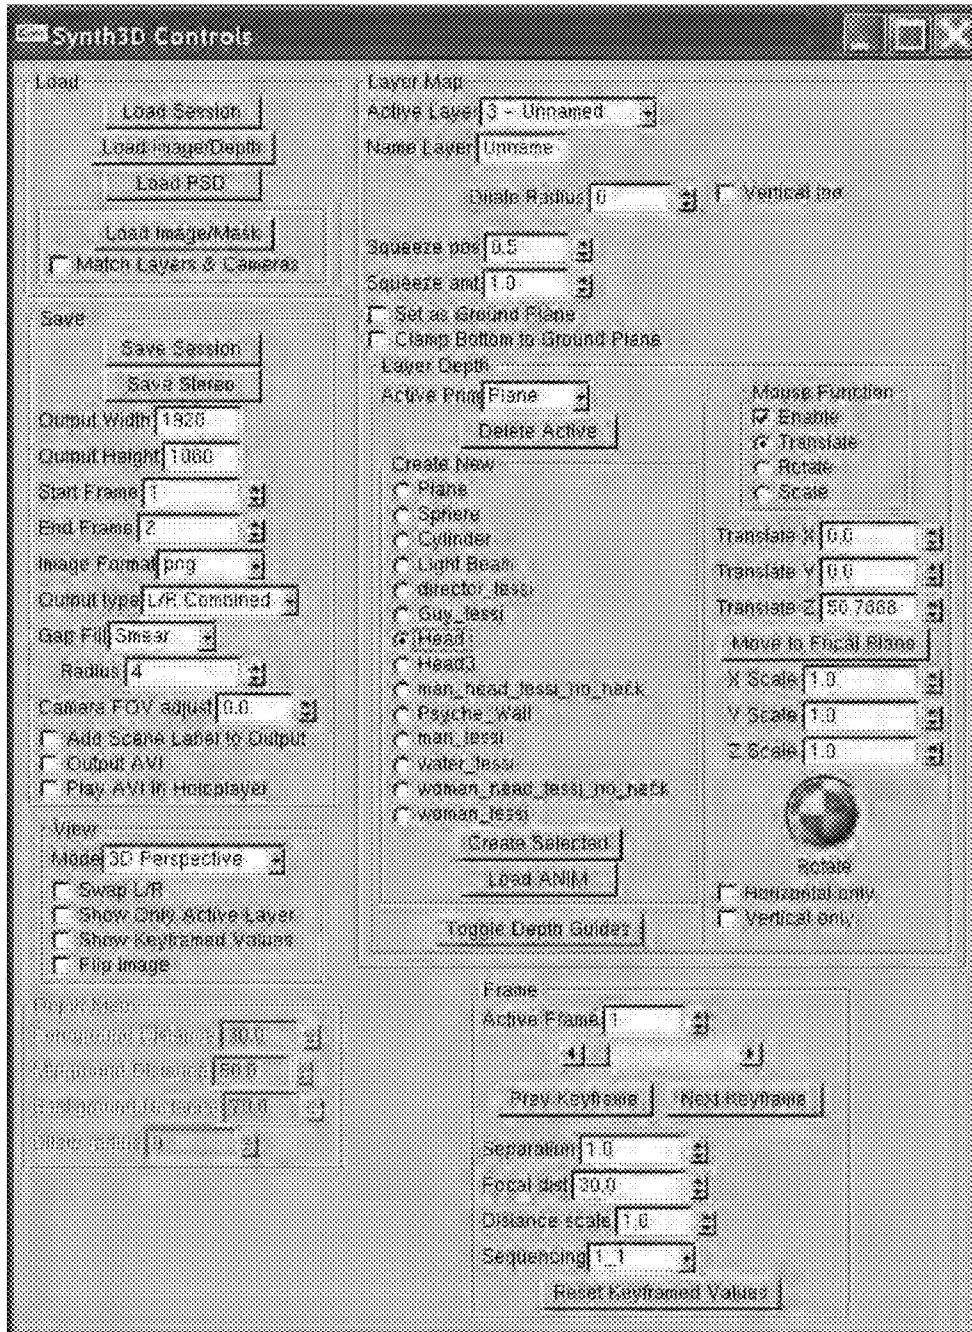 Synth3D Controls
Load
Load Session
Load Image/Depth
Load PSD
Load Image/Mask
Match Layers & Cameras
Save
Save Session
Save Stereo
Output Width 1920
Output Height 1080
Start Frame 1
End Frame 2
Image Format png
Output type L/R Combined
Gap Fill Smear
Radius 4
Camera FOV adjust 0.0
Add Scene Label to Output
Output AVI
Play AVI in Holoplayer
View
Mode 3D Perspective
Swap L/R
Show Only Active Layer
Show Keyframed Values
Flip Image
Foreground Distance 30.0
Background Distance
Layer Map
Active Layer 3 - Unnamed
Name Layer Unname
Dilate Radius 0
Vertical
Squeeze pos 0.5
Squeeze amt 1.0
Set as Ground Plane
Clamp Bottom to Ground Plane
Layer Depth
Active Prim Plane
Delete Active
Create New
Plane
Sphere
Cylinder
Light Beam
director_tessi
Guy_tessi
Head
Head3
man_head_tessi_no_neck
Psyche_Wall
man_tessi
water_tessi
woman_head_tessi_no_neck
woman_tessi
Create Selected
Load ANIM
Toggle Depth Guides
Mouse Function
Enable
Translate
Rotate
Scale
Translate X 0.0
Translate Y 0.0
Translate Z 50.7888
Move to Focal Plane
X Scale 1.0
Y Scale 1.0
Z Scale 1.0
Rotate
Horizontal only
Vertical only
Frame
Active Frame 1
Prev Keyframe
Next Keyframe
Separation 1.0
Focal dist 30.0
Distance scale 1.0
Sequencing 1_1
Reset Keyframed Values